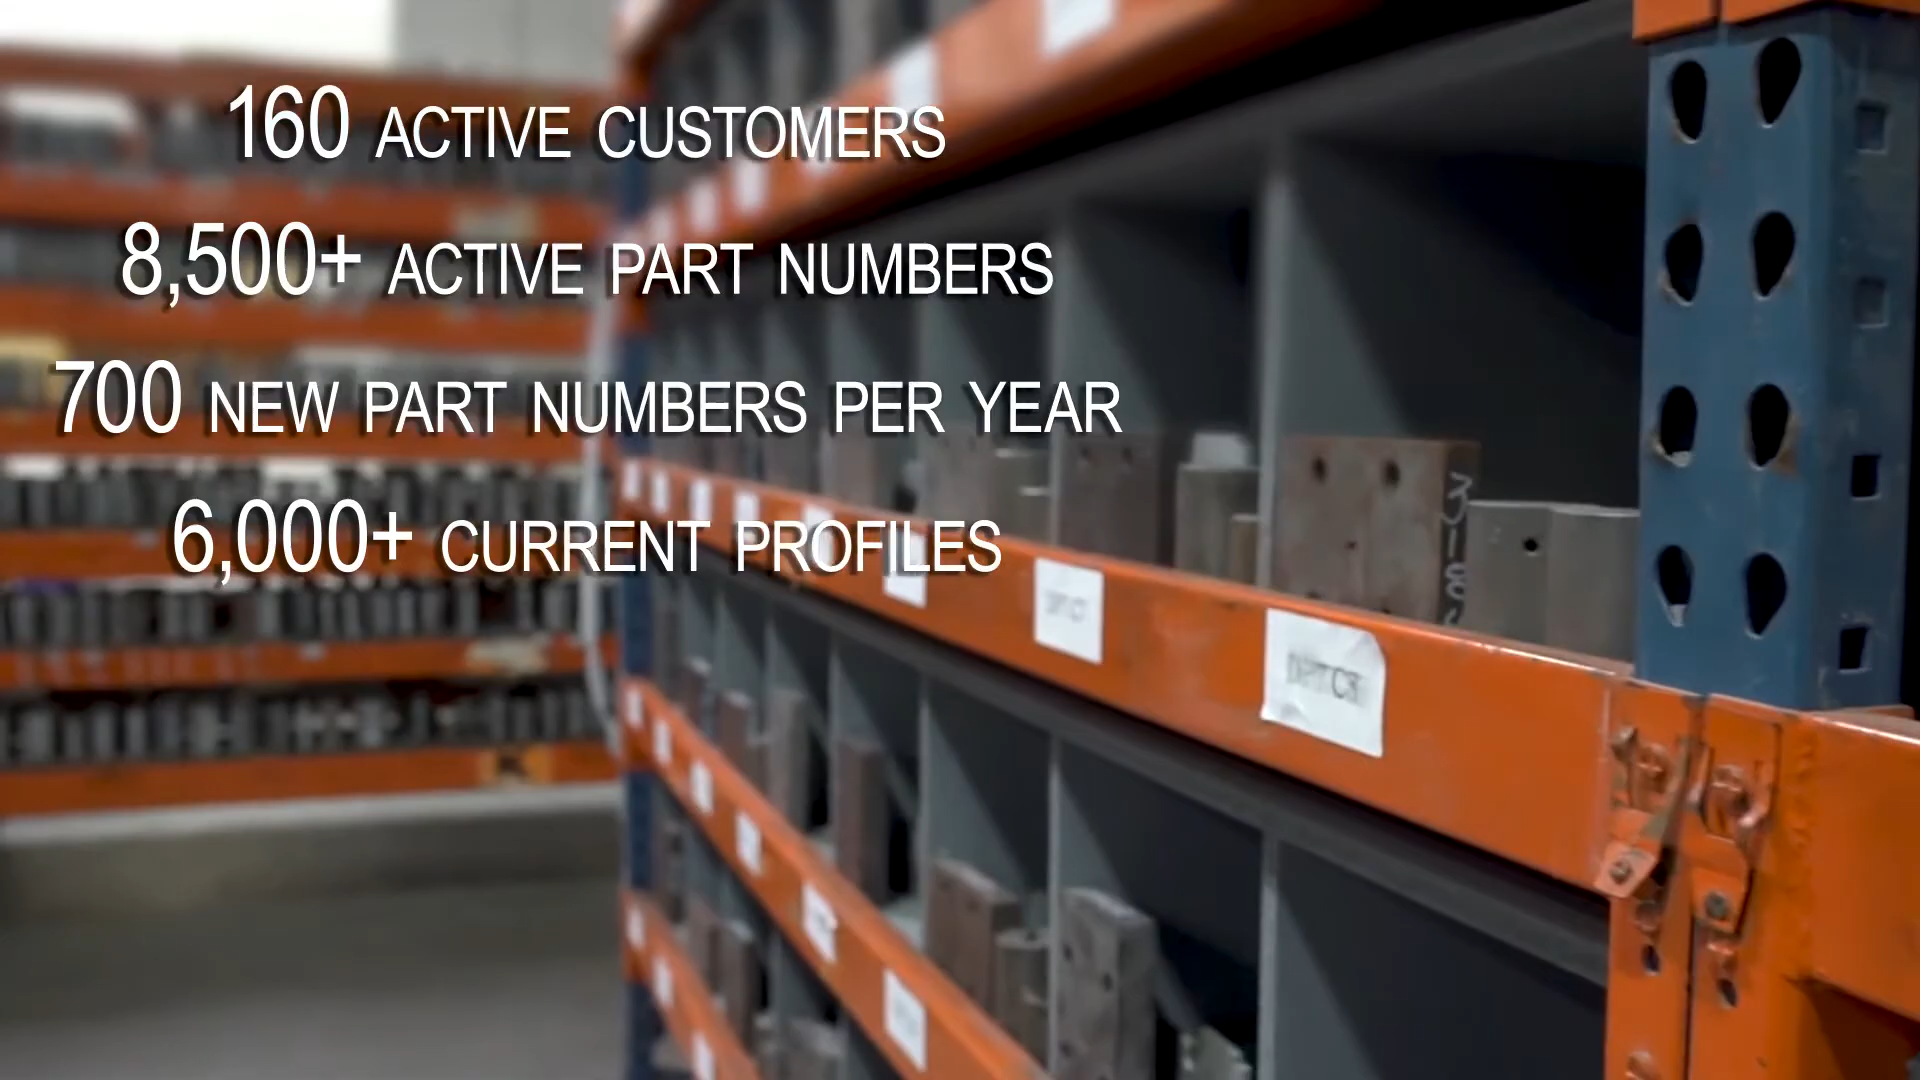 160 ACTIVE CUSTOMERS
8,500+ ACTIVE PART NUMBERS
700 NEW PART NUMBERS PER YEAR
6,000+ CURRENT PROFILES